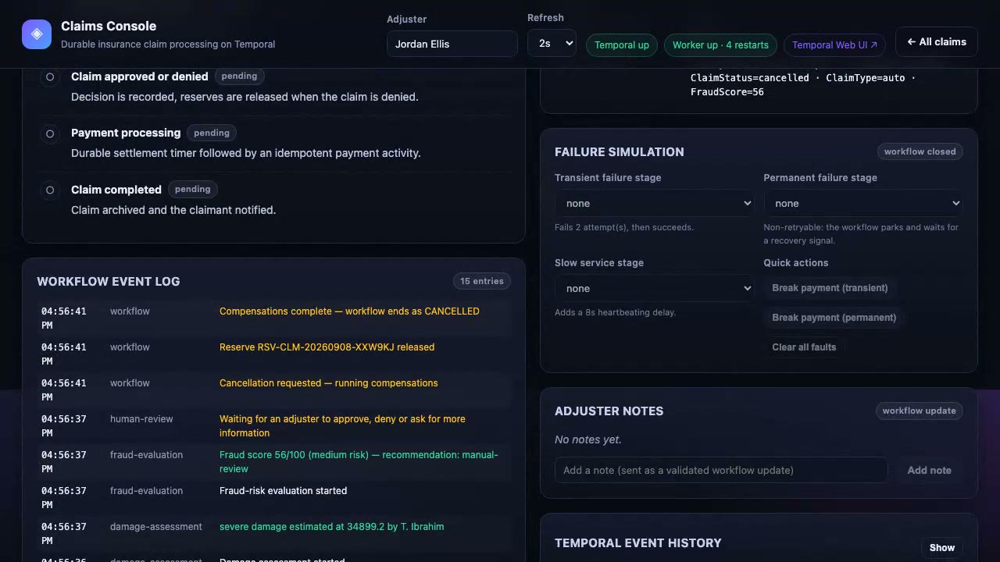 Claims Console
Durable insurance claim processing on Temporal
Adjuster
Jordan Ellis
Refresh
2s
Temporal up
Worker up · 4 restarts
Temporal Web UI ↗
← All claims
Claim approved or denied pending
Decision is recorded, reserves are released when the claim is denied.
Payment processing pending
Durable settlement timer followed by an idempotent payment activity.
Claim completed pending
Claim archived and the claimant notified.
WORKFLOW EVENT LOG 15 entries
04:56:41 PM workflow Compensations complete — workflow ends as CANCELLED
04:56:41 PM workflow Reserve RSV-CLM-20260908-XXW9KJ released
04:56:41 PM workflow Cancellation requested — running compensations
04:56:37 PM human-review Waiting for an adjuster to approve, deny or ask for more
information
04:56:37 PM fraud-evaluation Fraud score 56/100 (medium risk) — recommendation: manual-
review
04:56:37 PM fraud-evaluation Fraud-risk evaluation started
04:56:37 PM damage-assessment severe damage estimated at 34899.2 by T. Ibrahim
04:56:36 damage-assessment Damage assessment started
ClaimStatus=cancelled · ClaimType=auto ·
FraudScore=56
FAILURE SIMULATION workflow closed
Transient failure stage
none
Fails 2 attempt(s), then succeeds.
Permanent failure stage
none
Non-retryable: the workflow parks and waits for
a recovery signal.
Slow service stage
none
Adds a 8s heartbeating delay.
Quick actions
Break payment (transient)
Break payment (permanent)
Clear all faults
ADJUSTER NOTES workflow update
No notes yet.
Add a note (sent as a validated workflow update)
Add note
TEMPORAL EVENT HISTORY
Show